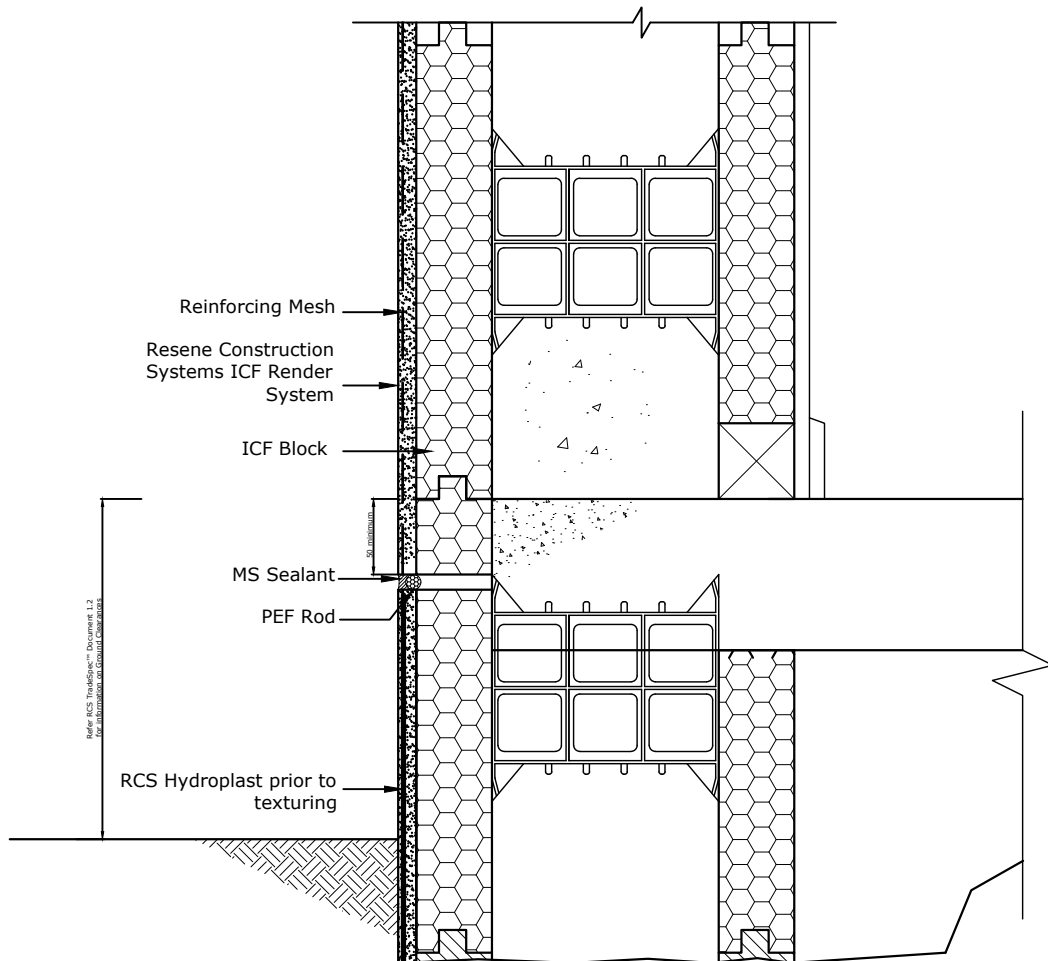 Reinforcing Mesh
Resene Construction
Systems ICF Render
System
ICF Block
50 minimum
MS Sealant
PEF Rod
Refer RCS TradeSpec™ Document 1.2
for information on Ground Clearances
RCS Hydroplast prior to
texturing